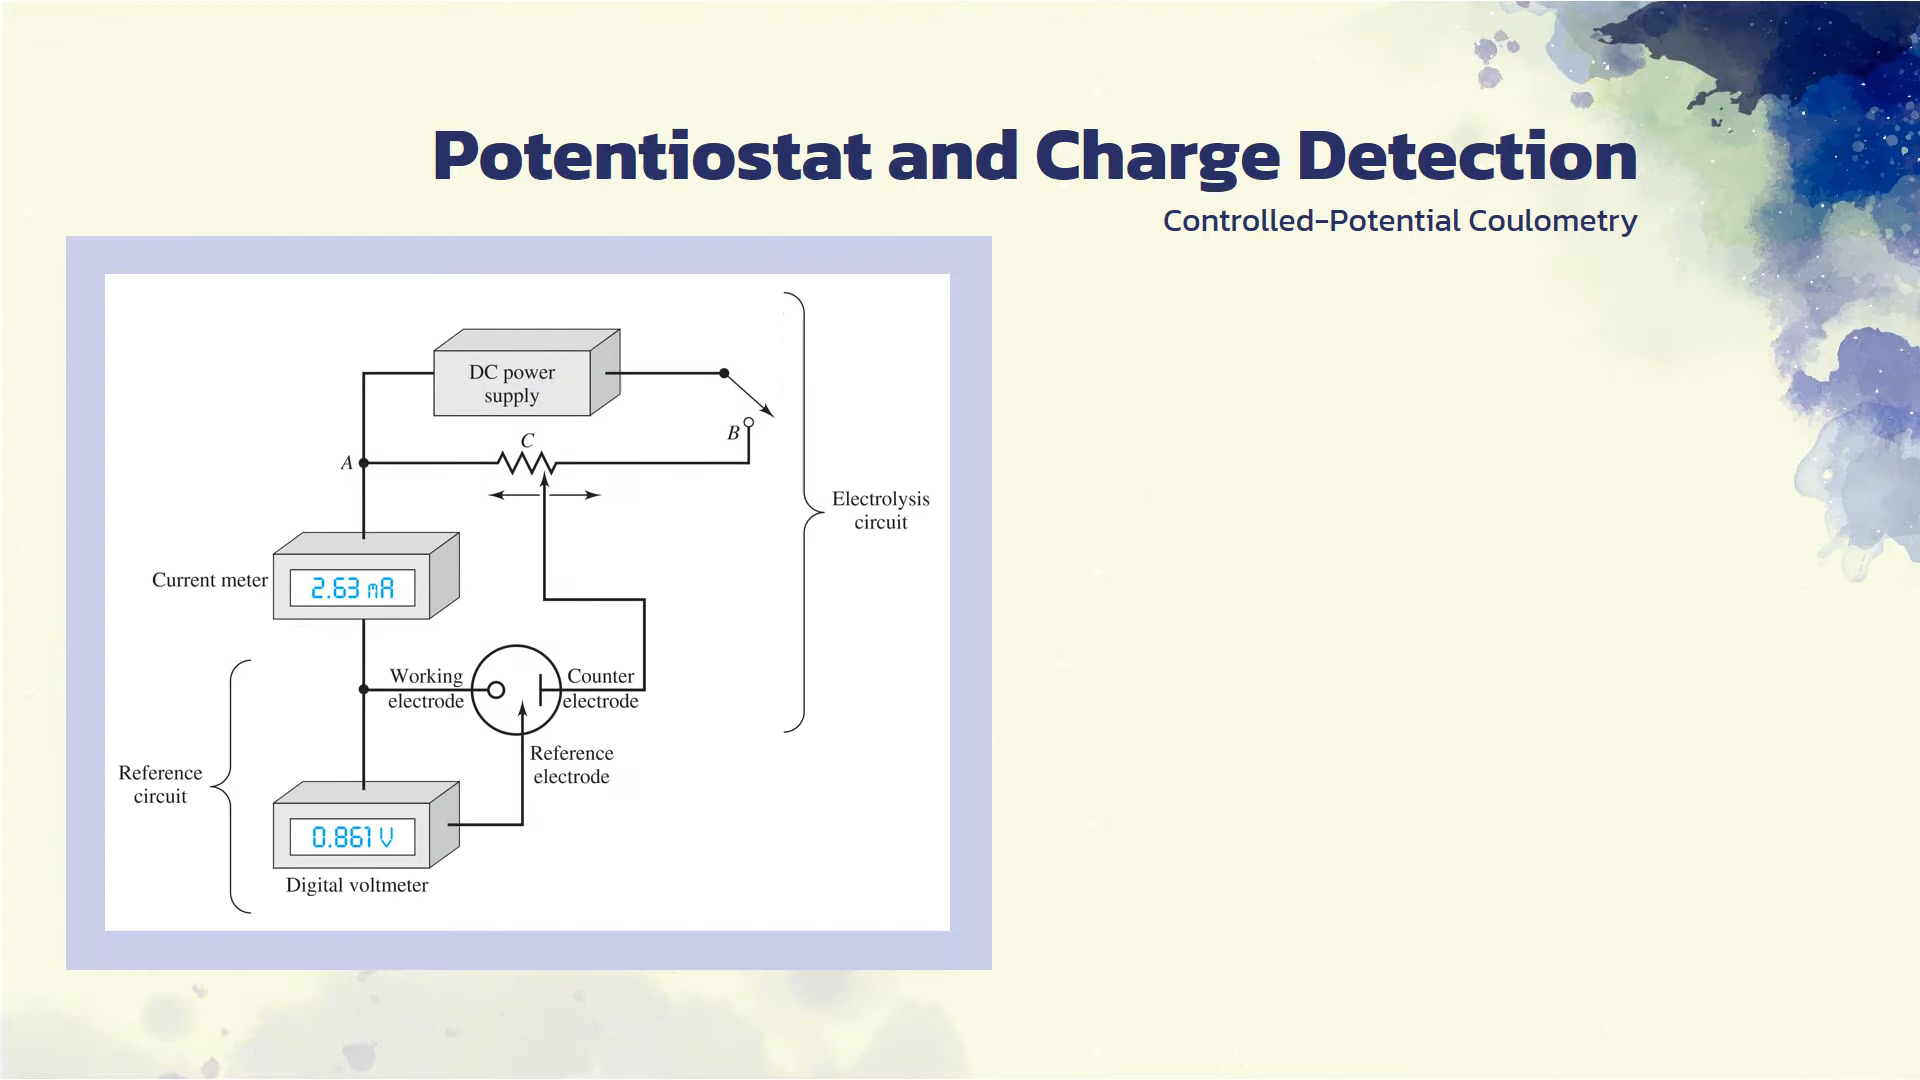 Potentiostat and Charge Detection
Controlled-Potential Coulometry
DC power
supply
B
C
A
Electrolysis
circuit
Current meter
2.63 mA
Working
electrode
Counter
electrode
Reference
electrode
Reference
circuit
0.861 V
Digital voltmeter